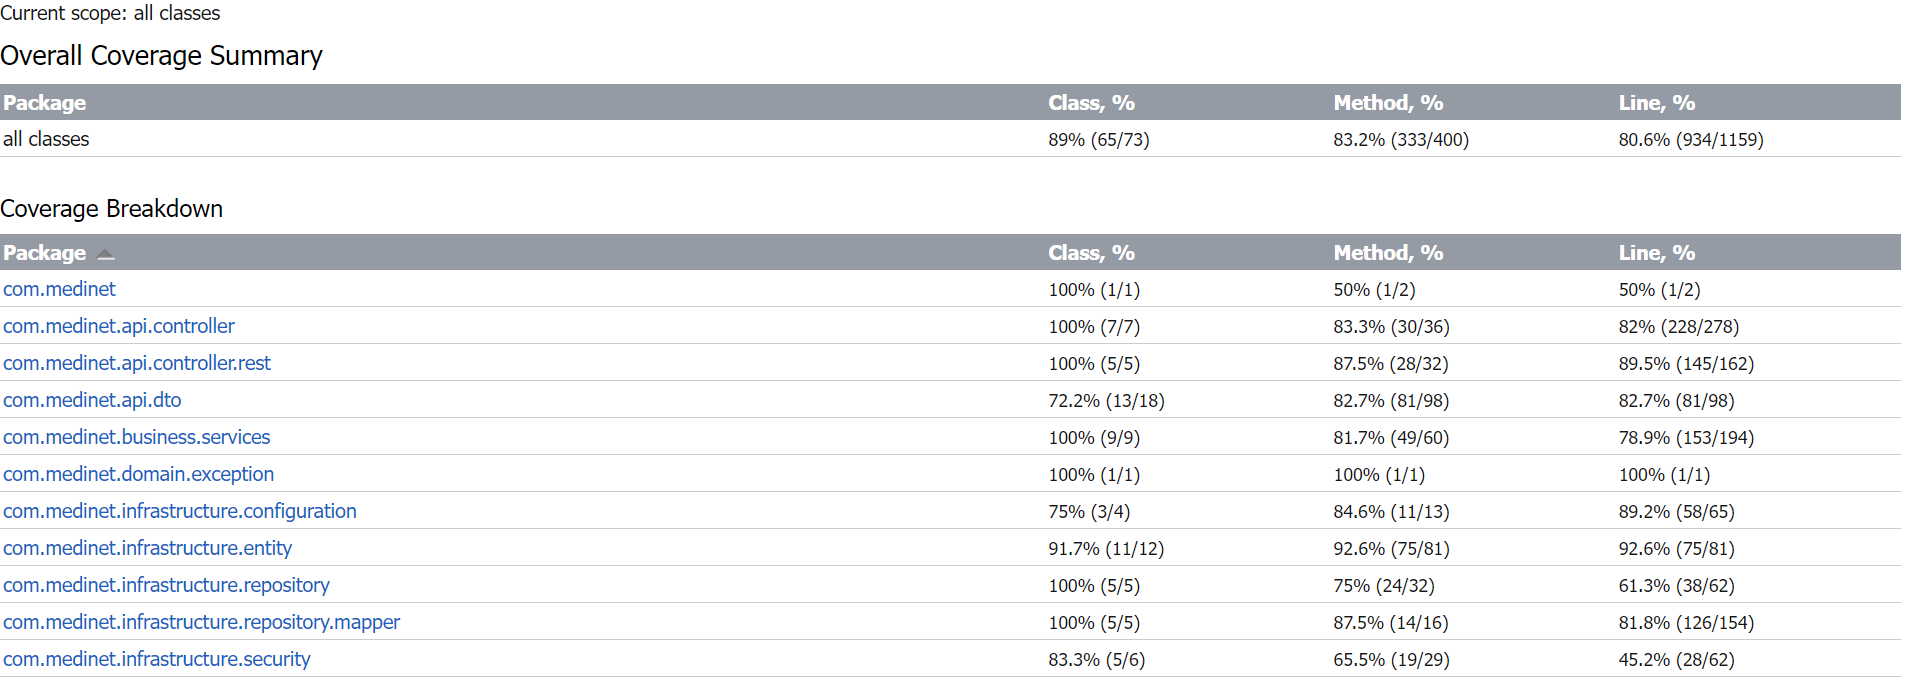 Current scope: all classes
Overall Coverage Summary
Package Class, % Method, % Line, %
all classes 89% (65/73) 83.2% (333/400) 80.6% (934/1159)
Coverage Breakdown
Package Class, % Method, % Line, %
com.medinet 100% (1/1) 50% (1/2) 50% (1/2)
com.medinet.api.controller 100% (7/7) 83.3% (30/36) 82% (228/278)
com.medinet.api.controller.rest 100% (5/5) 87.5% (28/32) 89.5% (145/162)
com.medinet.api.dto 72.2% (13/18) 82.7% (81/98) 82.7% (81/98)
com.medinet.business.services 100% (9/9) 81.7% (49/60) 78.9% (153/194)
com.medinet.domain.exception 100% (1/1) 100% (1/1) 100% (1/1)
com.medinet.infrastructure.configuration 75% (3/4) 84.6% (11/13) 89.2% (58/65)
com.medinet.infrastructure.entity 91.7% (11/12) 92.6% (75/81) 92.6% (75/81)
com.medinet.infrastructure.repository 100% (5/5) 75% (24/32) 61.3% (38/62)
com.medinet.infrastructure.repository.mapper 100% (5/5) 87.5% (14/16) 81.8% (126/154)
com.medinet.infrastructure.security 83.3% (5/6) 65.5% (19/29) 45.2% (28/62)